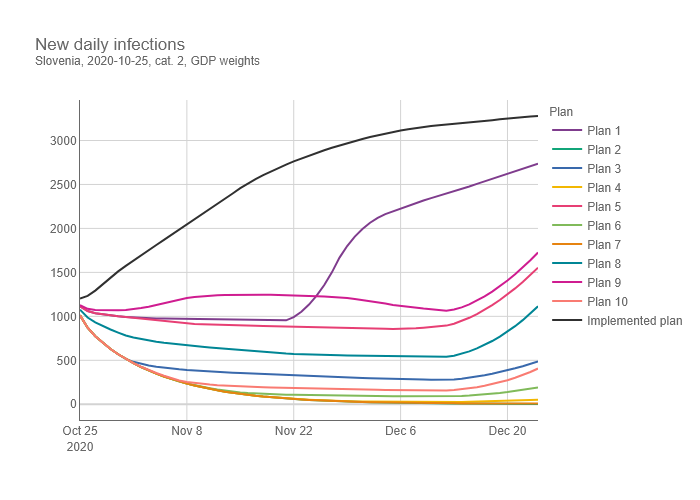 New daily infections
Slovenia, 2020-10-25, cat. 2, GDP weights
Plan
Plan 1
Plan 2
Plan 3
Plan 4
Plan 5
Plan 6
Plan 7
Plan 8
Plan 9
Plan 10
Implemented plan
3000
2500
2000
1500
1000
500
0
Oct 25
2020
Nov 8
Nov 22
Dec 6
Dec 20